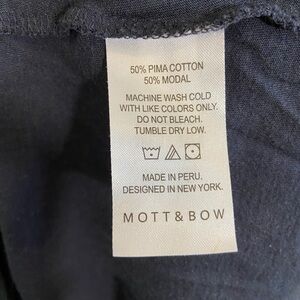 50% PIMA COTTON
50% MODAL
MACHINE WASH COLD
WITH LIKE COLORS ONLY.
DO NOT BLEACH.
TUMBLE DRY LOW.
MADE IN PERU.
DESIGNED IN NEW YORK.
MOTT & BOW